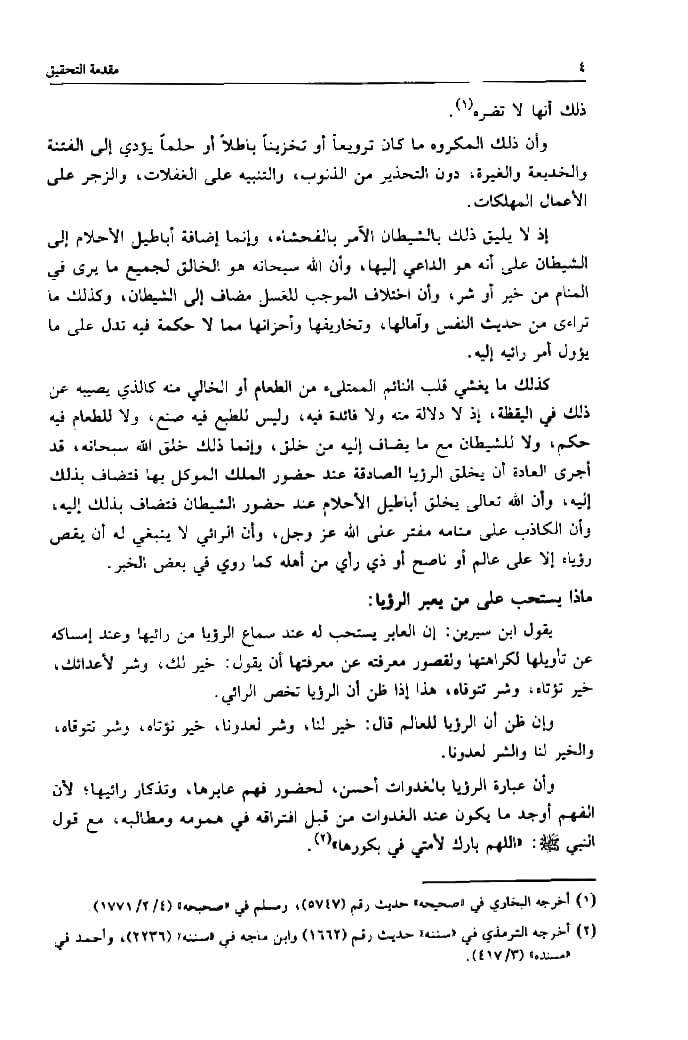 ٤ مقدمة التحقيق
ذلك أنها لا تضره(١).
وأن ذلك المكروه ما كان ترويعاً أو تخزيناً باطلاً أو حلماً يؤدي إلى الفتنة
والخديعة والغيرة، دون التحذير من الذنوب، والتنبيه على الغفلات، والزجر على
الأعمال المهلكات.
إذ لا يليق ذلك بالشيطان الآمر بالفحشاء، وإنما إضافة أباطيل الأحلام إلى
الشيطان على أنه هو الداعي إليها، وأن الله سبحانه هو الخالق لجميع ما يرى في
المنام من خير أو شر، وأن اختلاف الموجب للغسل مضاف إلى الشيطان، وكذلك ما
تراءى من حديث النفس وآمالها، وتخاريفها وأحزانها مما لا حكمة فيه تدل على ما
يؤول أمر رائيه إليه.
كذلك ما يغشي قلب النائم الممتلىء من الطعام أو الخالي منه كالذي يصيبه عن
ذلك في اليقظة، إذ لا دلالة منه ولا فائدة فيه، وليس للطبع فيه صنع، ولا للطعام فيه
حكم، ولا للشيطان مع ما يضاف إليه من خلق، وإنما ذلك خلق الله سبحانه، قد
أجرى العادة أن يخلق الرؤيا الصادقة عند حضور الملك الموكل بها فتضاف بذلك
إليه، وأن الله تعالى يخلق أباطيل الأحلام عند حضور الشيطان فتضاف بذلك إليه،
وأن الكاذب على منامه مفتر على الله عز وجل، وأن الرائي لا ينبغي له أن يقص
رؤياه إلا على عالم أو ناصح أو ذي رأي من أهله كما روي في بعض الخبر.
ماذا يستحب على من يعبر الرؤيا:
يقول ابن سيرين: إن العابر يستحب له عند سماع الرؤيا من رائيها وعند إمساكه
عن تأويلها لكراهتها ولقصور معرفته عن معرفتها أن يقول: خير لك، وشر لأعدائك،
خير تؤتاه، وشر تتوقاه، هذا إذا ظن أن الرؤيا تخص الرائي.
وإن ظن أن الرؤيا للعالم قال: خير لنا، وشر لعدونا، خير نؤتاه، وشر نتوقاه،
والخير لنا والشر لعدونا.
وأن عبارة الرؤيا بالغدوات أحسن، لحضور فهم عابرها، وتذكار رائيها؛ لأن
الفهم أوجد ما يكون عند الغدوات من قبل افتراقه في همومه ومطالبه، مع قول
النبي ﷺ: «اللهم بارك لأمتي في بكورها»(٢).
(١) أخرجه البخاري في «صحيحه» حديث رقم (٥٧٤٧)، ومسلم في «صحيحه» (١٧٧١/٢/٤)
(٢) أخرجه الترمذي في «سننه» حديث رقم (١٦٦٢) وابن ماجه في «سننه» (٢٢٣٦)، وأحمد في
«مسنده» (٤١٧/٣).